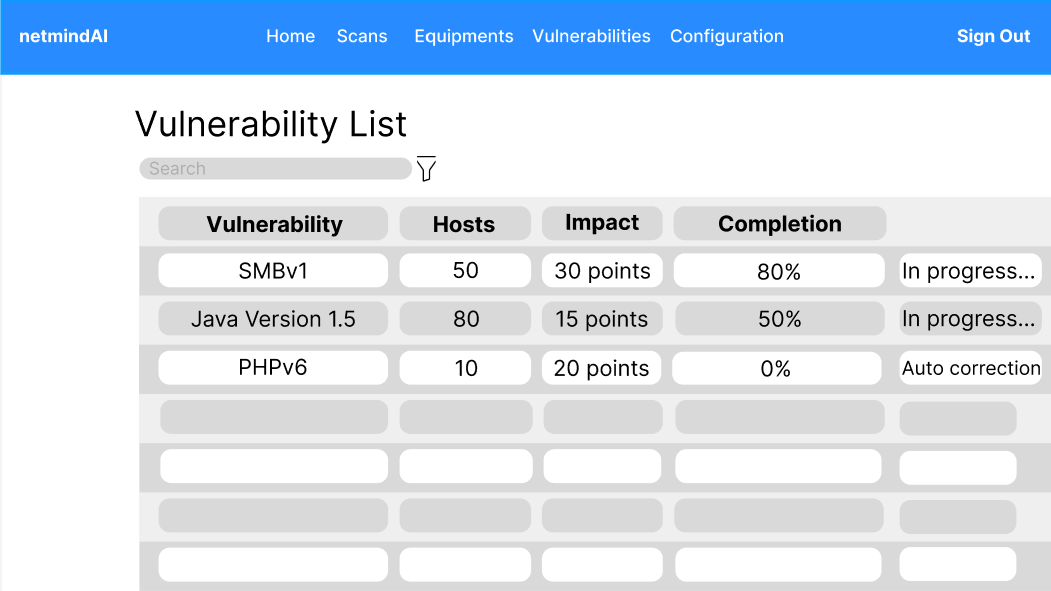 netmindAI Home Scans Equipments Vulnerabilities Configuration Sign Out
Vulnerability List
Search
Vulnerability Hosts Impact Completion
SMBv1 50 30 points 80% In progress...
Java Version 1.5 80 15 points 50% In progress...
PHPv6 10 20 points 0% Auto correction